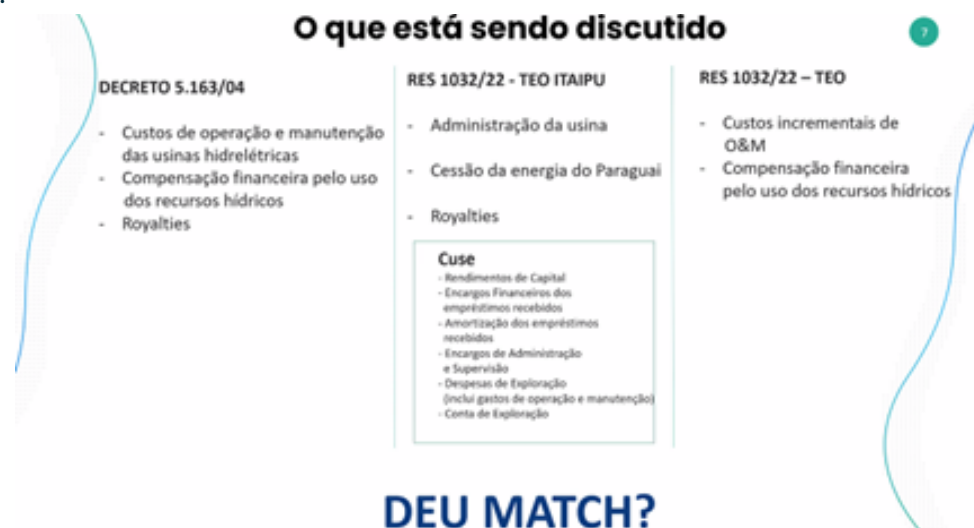 O que está sendo discutido
7
DECRETO 5.163/04
- Custos de operação e manutenção
das usinas hidrelétricas
- Compensação financeira pelo uso
dos recursos hídricos
- Royalties
RES 1032/22 - TEO ITAIPU
- Administração da usina
- Cessão da energia do Paraguai
- Royalties
Cuse
- Rendimentos de Capital
- Encargos Financeiros dos
empréstimos recebidos
- Amortização dos empréstimos
recebidos
- Encargos de Administração
e Supervisão
- Despesas de Exploração
(inclui gastos de operação e manutenção)
- Conta de Exploração
RES 1032/22 – TEO
- Custos incrementais de
O&M
- Compensação financeira
pelo uso dos recursos hídricos
DEU MATCH?